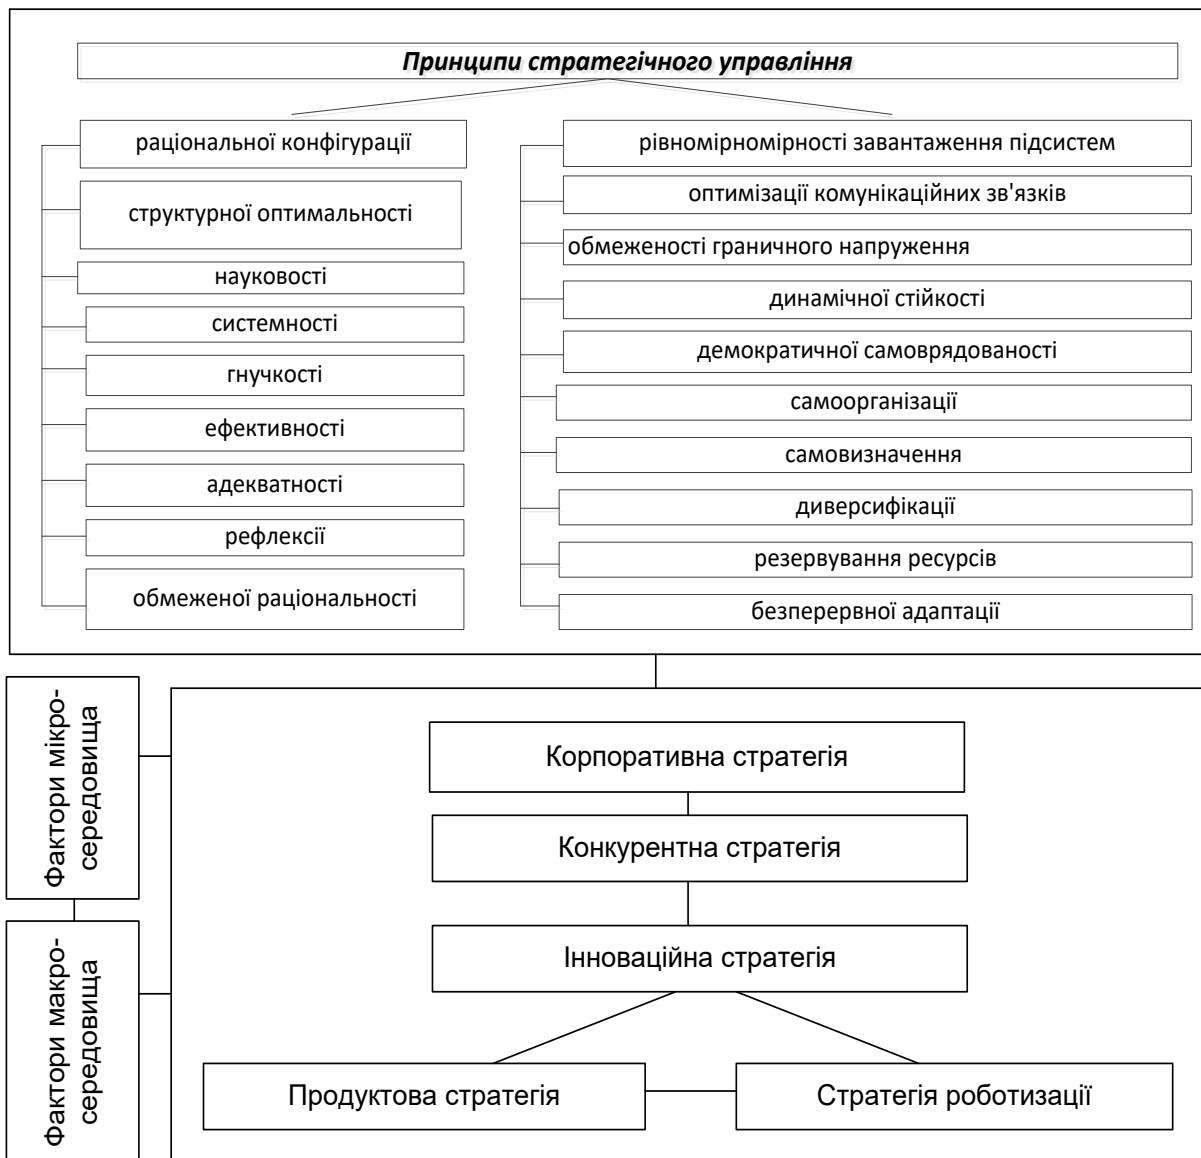 Принципи стратегічного управління
раціональної конфігурації
структурної оптимальності
науковості
системності
гнучкості
ефективності
адекватності
рефлексії
обмеженої раціональності
рівномірномірності завантаження підсистем
оптимізації комунікаційних зв'язків
обмеженості граничного напруження
динамічної стійкості
демократичної самоврядованості
самоорганізації
самовизначення
диверсифікації
резервування ресурсів
безперервної адаптації
Фактори мікро-
середовища
Фактори макро-
середовища
Корпоративна стратегія
Конкурентна стратегія
Інноваційна стратегія
Продуктова стратегія
Стратегія роботизації